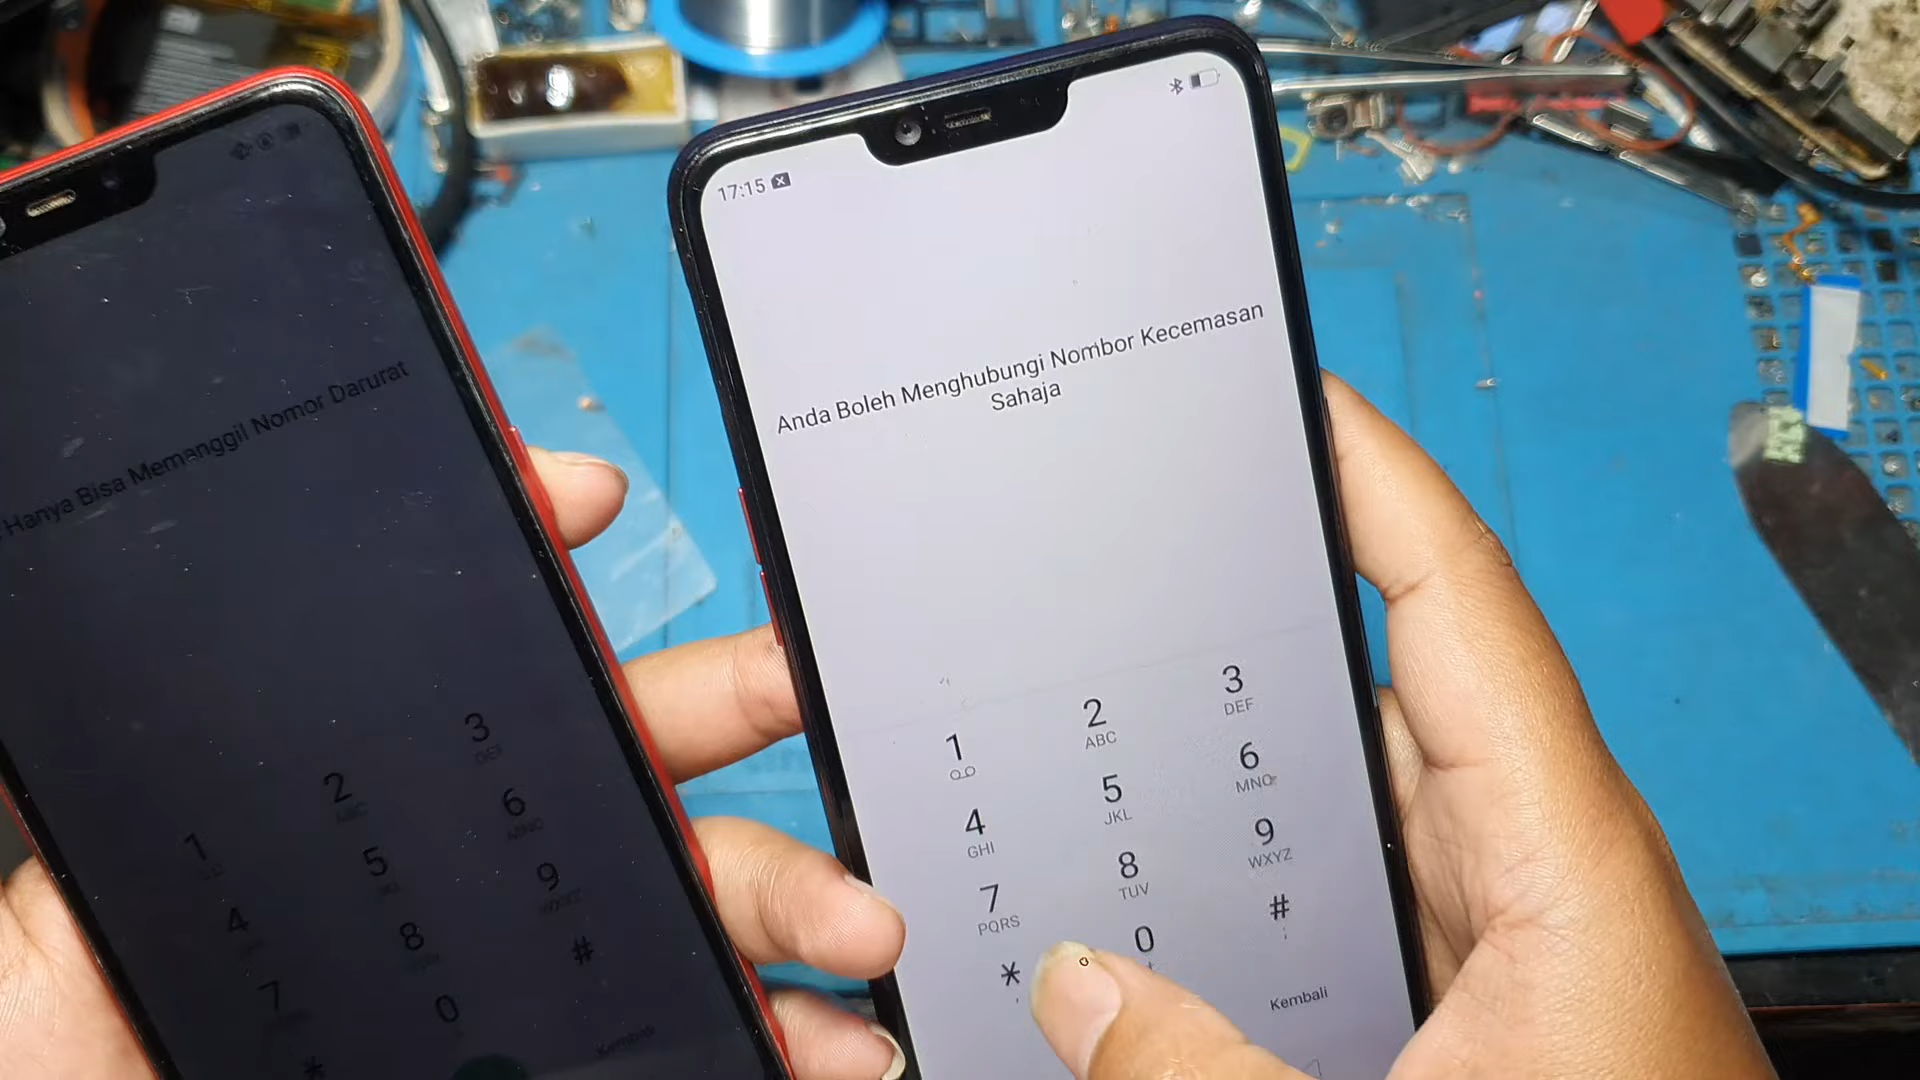 Hanya Bisa Memanggil Nomor Darurat
1
2
ABC
3
DEF
4
5
6
MNO
7
8
9
WXYZ
*
0
#
Kembali
17:15
Anda Boleh Menghubungi Nombor Kecemasan
Sahaja
1
2
ABC
3
DEF
4
GHI
5
JKL
6
MNO
7
PQRS
8
TUV
9
WXYZ
*
,
0
+
#
;
Kembali